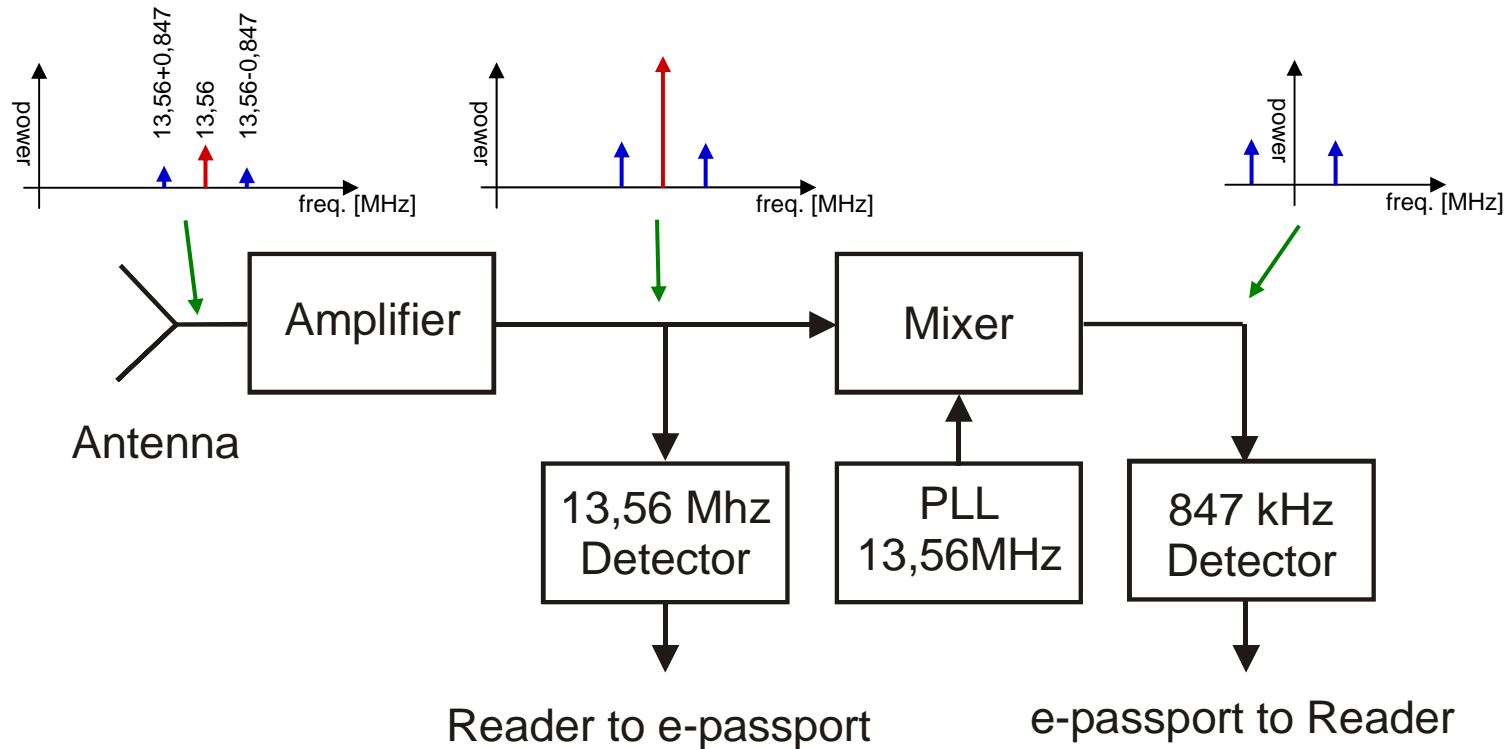 power
13,56+0,847
13,56
13,56-0,847
freq. [MHz]
power
freq. [MHz]
power
freq. [MHz]
Antenna
Amplifier
Mixer
13,56 Mhz
Detector
PLL
13,56MHz
847 kHz
Detector
Reader to e-passport
e-passport to Reader